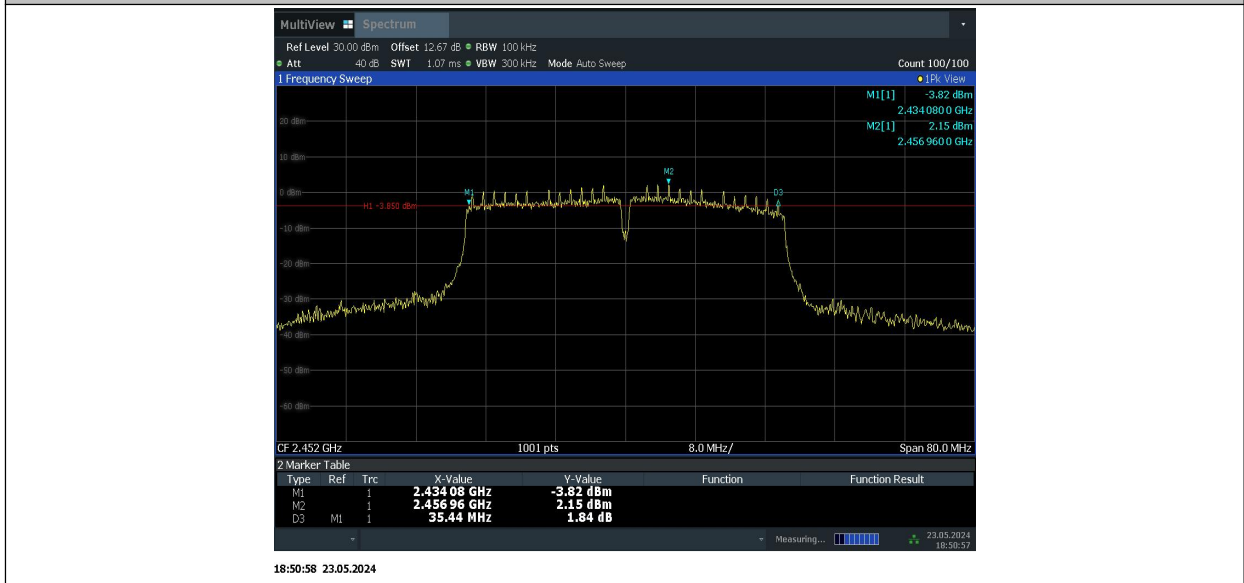 MultiView Spectrum
Ref Level 30.00 dBm Offset 12.67 dB RBW 100 kHz
Att 40 dB SWT 1.07 ms VBW 300 kHz Mode Auto Sweep Count 100/100
1 Frequency Sweep 1Pk View
M1[1] -3.82 dBm
2.434 080 0 GHz
20 dBm
M2[1] 2.15 dBm
2.456 960 0 GHz
10 dBm
M2
0 dBm
M1
D3
H1 -3.850 dBm
-10 dBm
-20 dBm
-30 dBm
-40 dBm
-50 dBm
-60 dBm
CF 2.452 GHz 1001 pts 8.0 MHz/ Span 80.0 MHz
2 Marker Table
Type Ref Trc X-Value Y-Value Function Function Result
M1 1 2.434 08 GHz -3.82 dBm
M2 1 2.456 96 GHz 2.15 dBm
D3 M1 1 35.44 MHz 1.84 dB
Measuring... 23.05.2024
18:50:57
18:50:58 23.05.2024